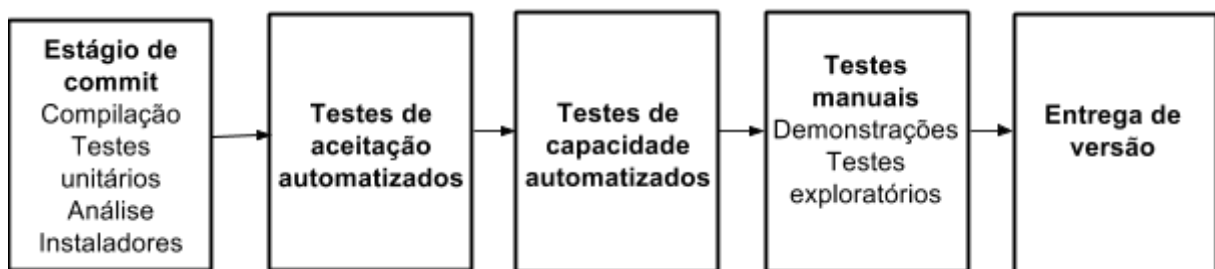 Estágio de
commit
Compilação
Testes
unitários
Análise
Instaladores
Testes de
aceitação
automatizados
Testes de
capacidade
automatizados
Testes
manuais
Demonstrações
Testes
exploratórios
Entrega de
versão